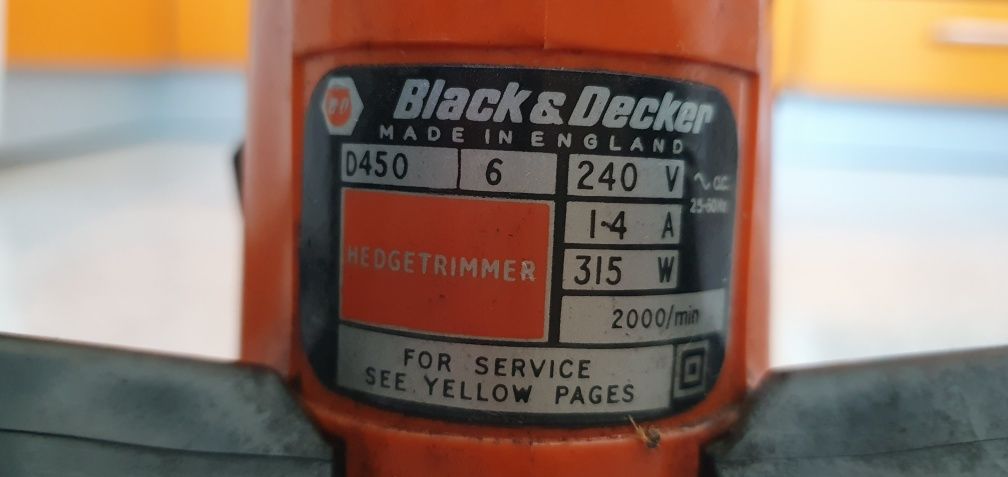 Black & Decker
MADE IN ENGLAND
D450 6 240 V
1·4 A
HEDGETRIMMER
315 W
2000/min
FOR SERVICE
SEE YELLOW PAGES